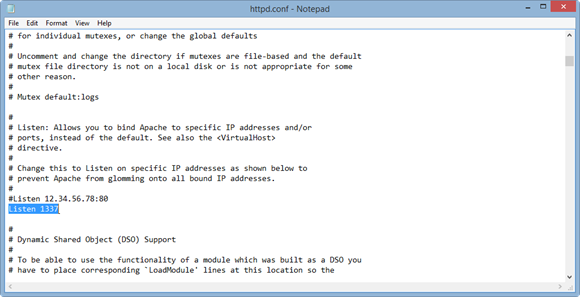 httpd.conf - Notepad
File Edit Format View Help
# for individual mutexes, or change the global defaults
#
# Uncomment and change the directory if mutexes are file-based and the default
# mutex file directory is not on a local disk or is not appropriate for some
# other reason.
#
# Mutex default:logs

#
# Listen: Allows you to bind Apache to specific IP addresses and/or
# ports, instead of the default. See also the <VirtualHost>
# directive.
#
# Change this to Listen on specific IP addresses as shown below to
# prevent Apache from glomming onto all bound IP addresses.
#
#Listen 12.34.56.78:80
Listen 1337

#
# Dynamic Shared Object (DSO) Support
#
# To be able to use the functionality of a module which was built as a DSO you
# have to place corresponding `LoadModule' lines at this location so the